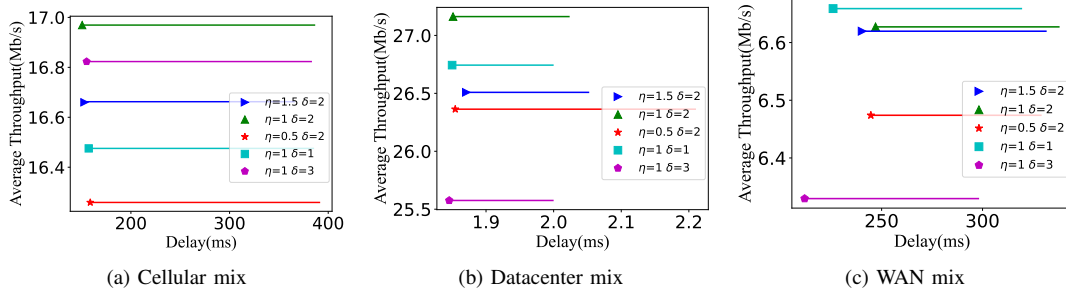 17.0
16.8
16.6
16.4
Average Throughput(Mb/s)
η=1.5 δ=2
η=1 δ=2
η=0.5 δ=2
η=1 δ=1
η=1 δ=3
200 300 400
Delay(ms)
(a) Cellular mix
27.0
26.5
26.0
25.5
Average Throughput(Mb/s)
η=1.5 δ=2
η=1 δ=2
η=0.5 δ=2
η=1 δ=1
η=1 δ=3
1.9 2.0 2.1 2.2
Delay(ms)
(b) Datacenter mix
6.6
6.5
6.4
Average Throughput(Mb/s)
η=1.5 δ=2
η=1 δ=2
η=0.5 δ=2
η=1 δ=1
η=1 δ=3
250 300
Delay(ms)
(c) WAN mix